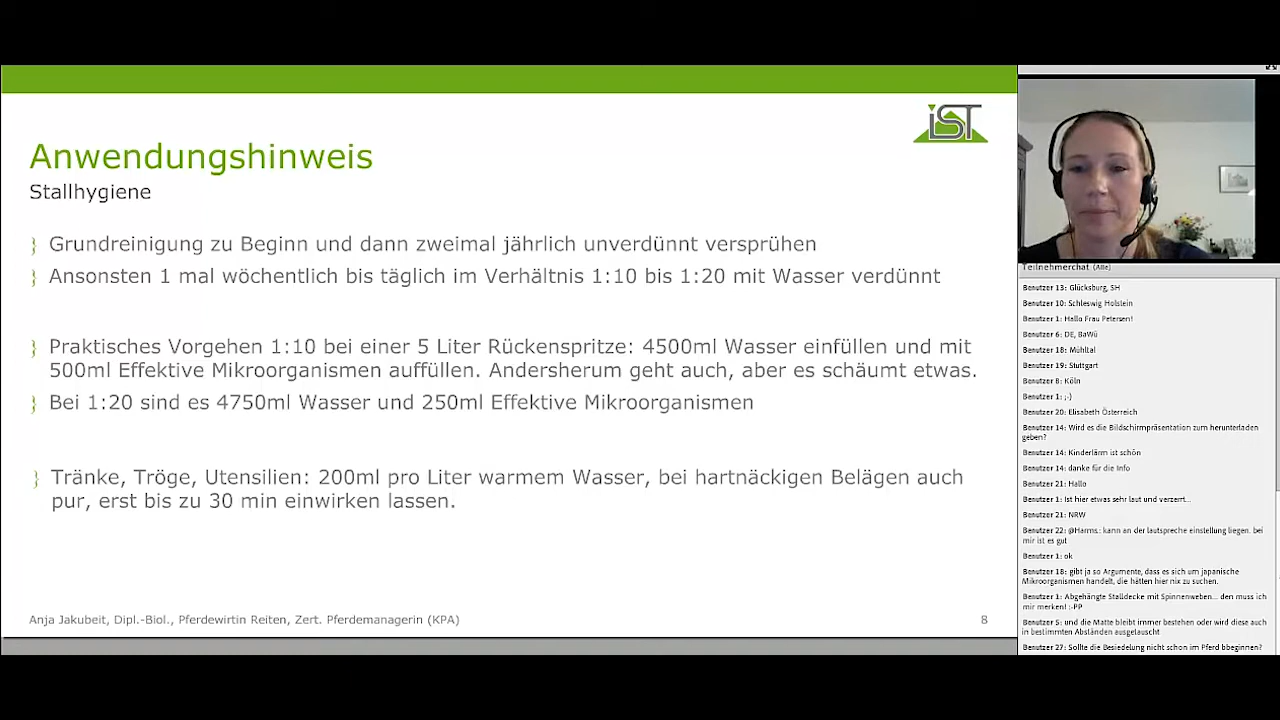 iST
Anwendungshinweis
Stallhygiene
Grundreinigung zu Beginn und dann zweimal jährlich unverdünnt versprühen
Ansonsten 1 mal wöchentlich bis täglich im Verhältnis 1:10 bis 1:20 mit Wasser verdünnt
Praktisches Vorgehen 1:10 bei einer 5 Liter Rückenspritze: 4500ml Wasser einfüllen und mit
500ml Effektive Mikroorganismen auffüllen. Andersherum geht auch, aber es schäumt etwas.
Bei 1:20 sind es 4750ml Wasser und 250ml Effektive Mikroorganismen
Tränke, Tröge, Utensilien: 200ml pro Liter warmem Wasser, bei hartnäckigen Belägen auch
pur, erst bis zu 30 min einwirken lassen.
Anja Jakubeit, Dipl.-Biol., Pferdewirtin Reiten, Zert. Pferdemanagerin (KPA)
8
Teilnehmerchat (Alle)
Benutzer 13: Glücksburg, SH
Benutzer 10: Schleswig Holstein
Benutzer 1: Hallo Frau Petersen!
Benutzer 6: DE, BaWü
Benutzer 18: Mühltal
Benutzer 19: Stuttgart
Benutzer 8: Köln
Benutzer 1: ;-)
Benutzer 20: Elisabeth Österreich
Benutzer 14: Wird es die Bildschirmpräsentation zum herunterladen
geben?
Benutzer 14: Kinderlärm ist schön
Benutzer 14: danke für die Info
Benutzer 21: Hallo
Benutzer 1: Ist hier etwas sehr laut und verzerrt...
Benutzer 21: NRW
Benutzer 22: @Harms.: kann an der lautspreche einstellung liegen. bei
mir ist es gut
Benutzer 1: ok
Benutzer 18: gibt ja so Argumente, dass es sich um japanische
Mikroorganismen handelt, die hätten hier nix zu suchen.
Benutzer 1: Abgehängte Stalldecke mit Spinnenweben... den muss ich
mir merken! :-PP
Benutzer 5: und die Matte bleibt immer bestehen oder wird diese auch
in bestimmten Abständen ausgelauscht
Benutzer 27: Sollte die Besiedelung nicht schon im Pferd bbeginnen?